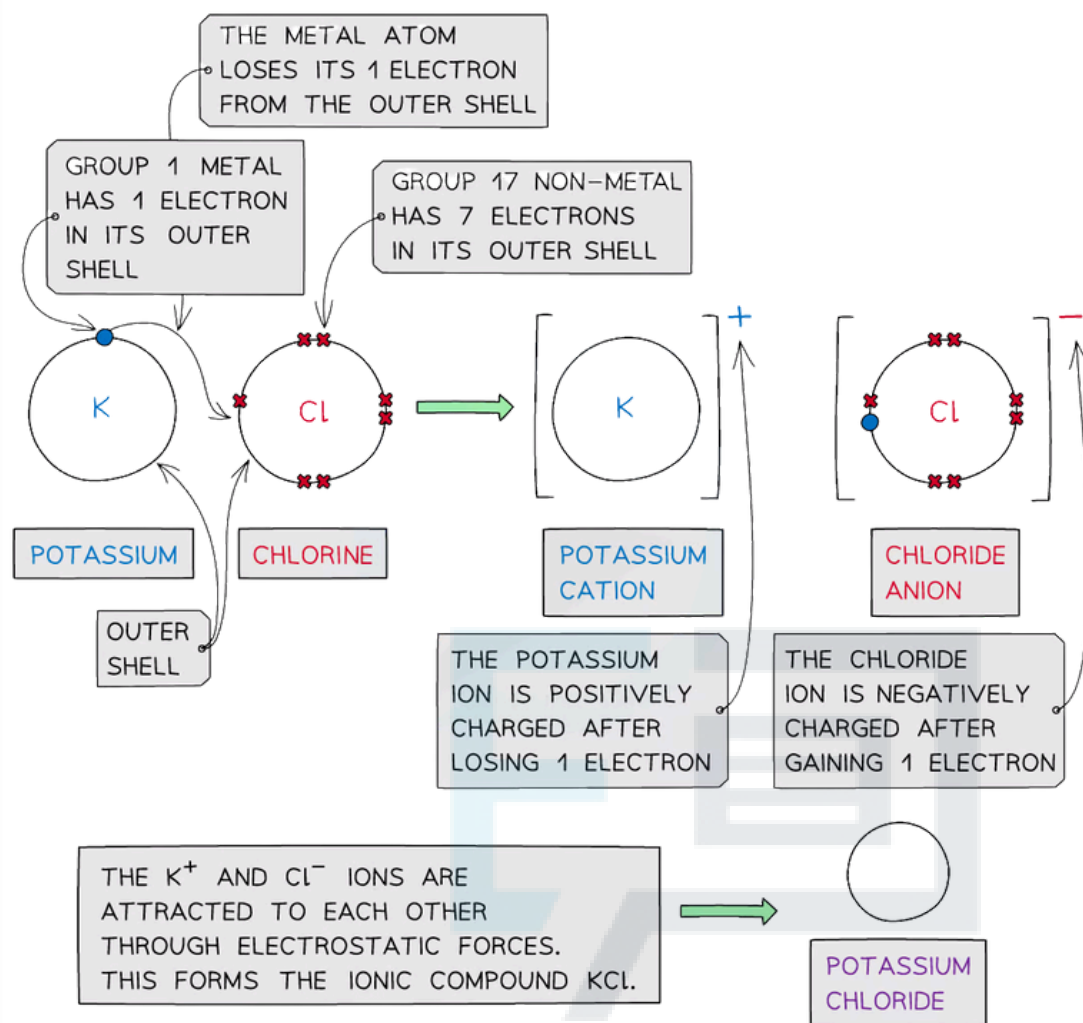 THE METAL ATOM
LOSES ITS 1 ELECTRON
FROM THE OUTER SHELL
GROUP 1 METAL
HAS 1 ELECTRON
IN ITS OUTER
SHELL
GROUP 17 NON-METAL
HAS 7 ELECTRONS
IN ITS OUTER SHELL
K
Cl
K
+
Cl
−
POTASSIUM
CHLORINE
POTASSIUM
CATION
CHLORIDE
ANION
OUTER
SHELL
THE POTASSIUM
ION IS POSITIVELY
CHARGED AFTER
LOSING 1 ELECTRON
THE CHLORIDE
ION IS NEGATIVELY
CHARGED AFTER
GAINING 1 ELECTRON
THE K⁺ AND Cl⁻ IONS ARE
ATTRACTED TO EACH OTHER
THROUGH ELECTROSTATIC FORCES.
THIS FORMS THE IONIC COMPOUND KCl.
POTASSIUM
CHLORIDE